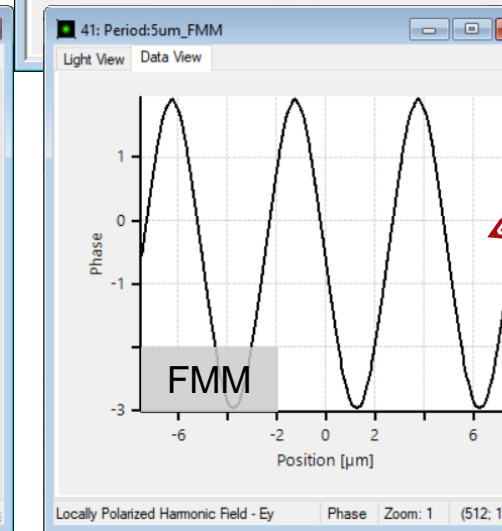 41: Period:5um_FMM
Light View Data View
1
0
-1
-3
Phase
FMM
-6 -2 0 2 6
Position [µm]
Locally Polarized Harmonic Field - Ey Phase Zoom: 1 (512;